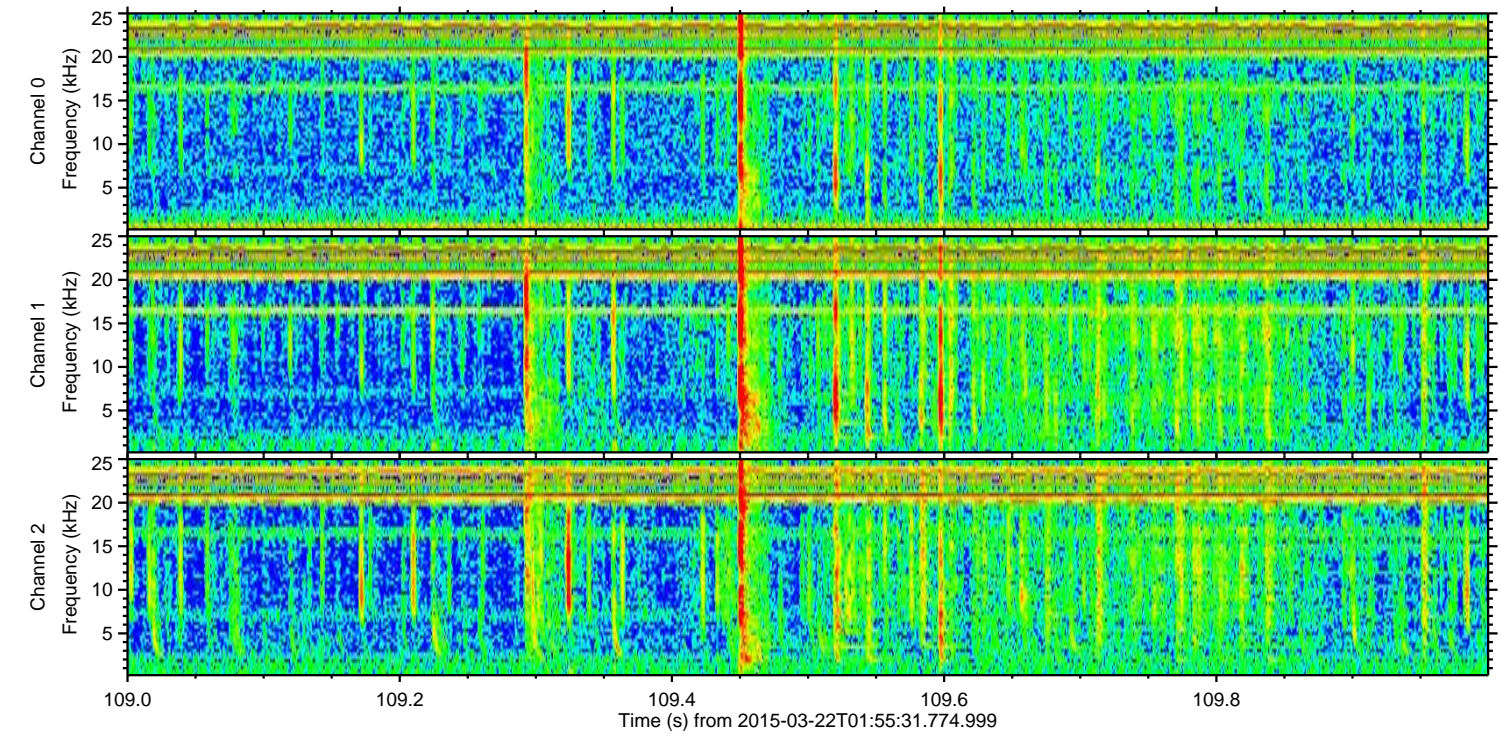 25
20
15
10
5
Channel 0
Frequency (kHz)
25
20
15
10
5
Channel 1
Frequency (kHz)
25
20
15
10
5
Channel 2
Frequency (kHz)
109.0 109.2 109.4 109.6 109.8
Time (s) from 2015-03-22T01:55:31.774.999